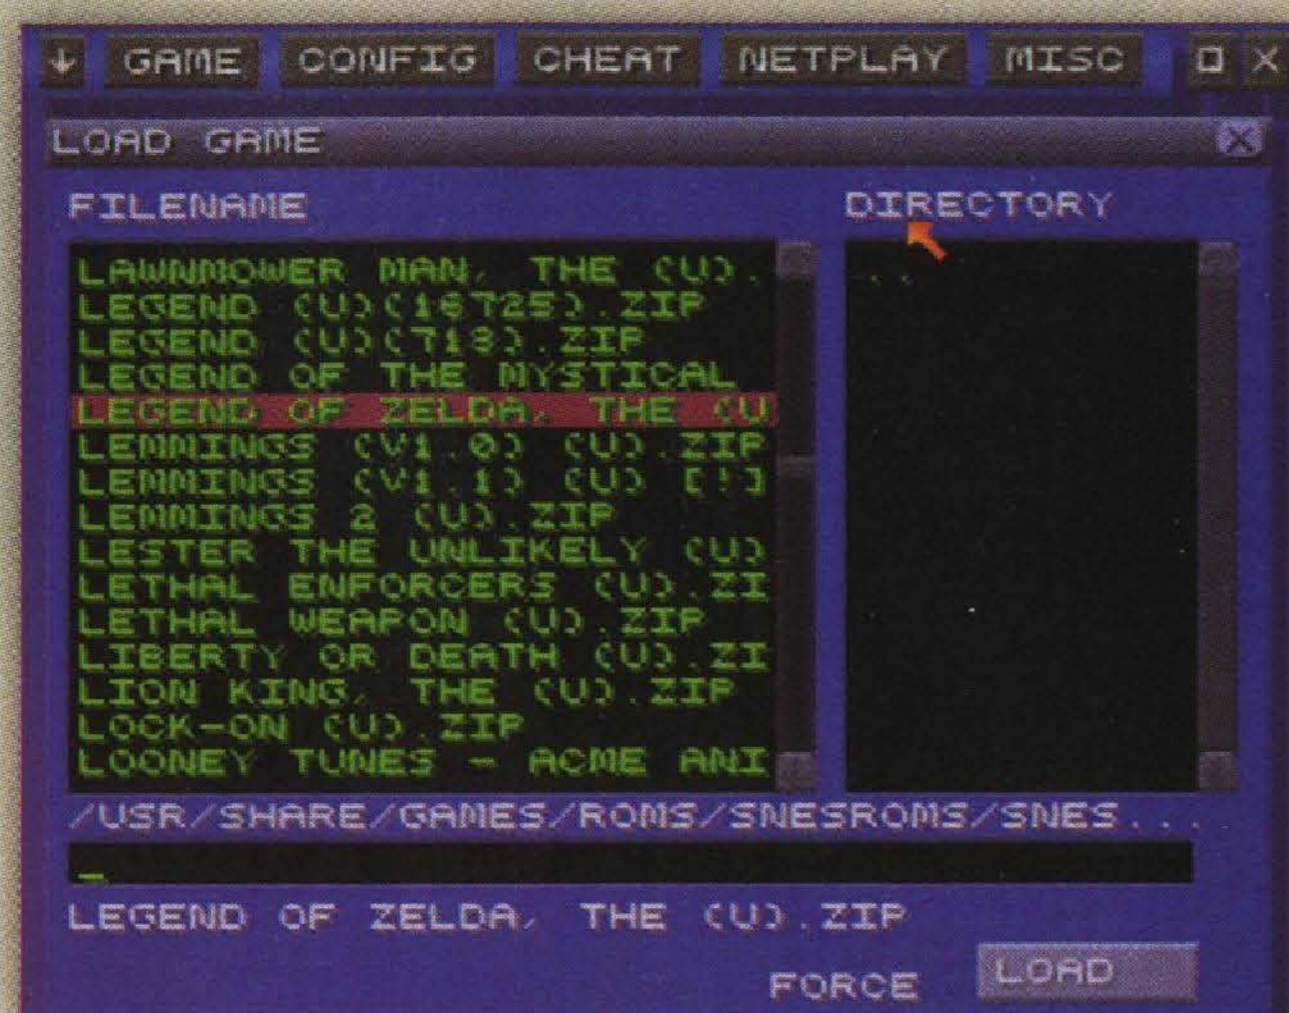 ↓ GAME CONFIG CHEAT NETPLAY MISC □ X
LOAD GAME X
FILENAME DIRECTORY
LAWNMOWER MAN, THE (U). ...
LEGEND (U)(16725).ZIP
LEGEND (U)(718).ZIP
LEGEND OF THE MYSTICAL
LEGEND OF ZELDA, THE (U
LEMMINGS (V1.0) (U).ZIP
LEMMINGS (V1.1) (U) [!]
LEMMINGS 2 (U).ZIP
LESTER THE UNLIKELY (U)
LETHAL ENFORCERS (U).ZI
LETHAL WEAPON (U).ZIP
LIBERTY OR DEATH (U).ZI
LION KING, THE (U).ZIP
LOCK-ON (U).ZIP
LOONEY TUNES - ACME ANI
/USR/SHARE/GAMES/ROMS/SNESROMS/SNES...
_
LEGEND OF ZELDA, THE (U).ZIP
FORCE LOAD